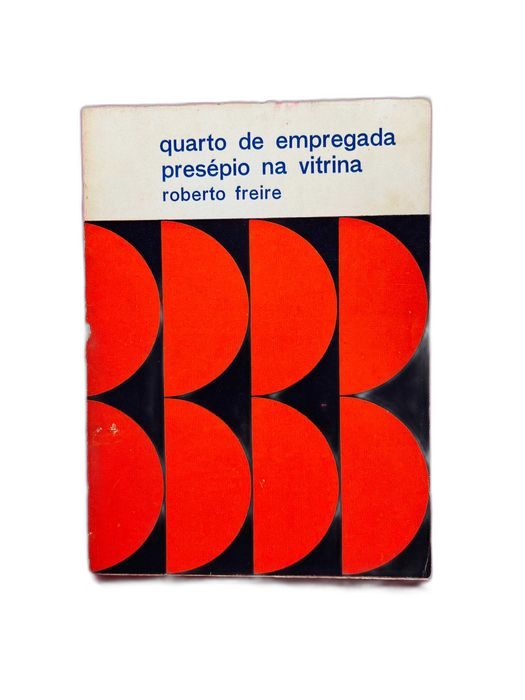 quarto de empregada
presépio na vitrina
roberto freire